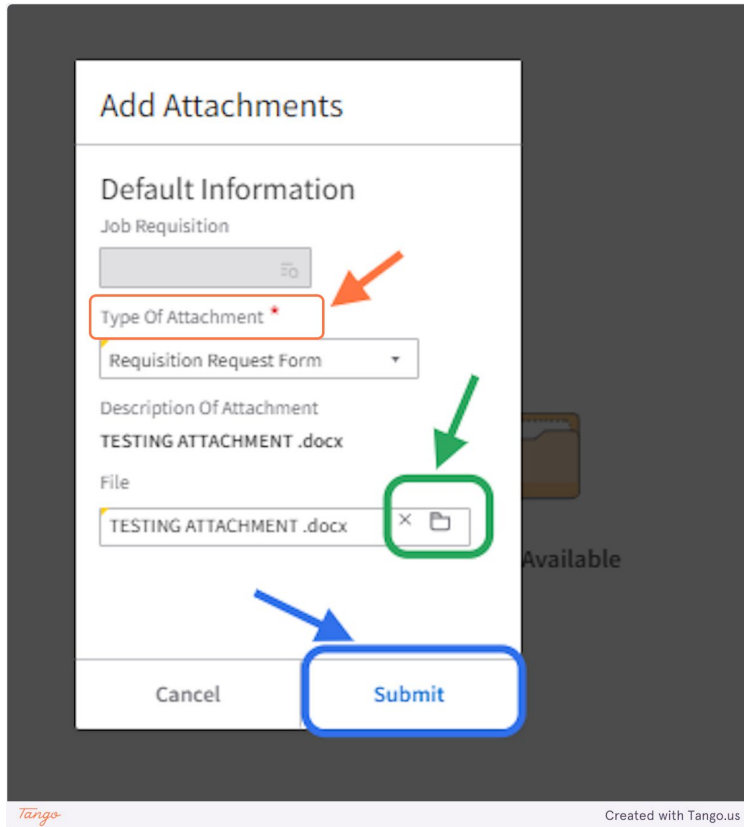 Add Attachments
Default Information
Job Requisition
Type Of Attachment *
Requisition Request Form
Description Of Attachment
TESTING ATTACHMENT .docx
File
TESTING ATTACHMENT .docx
Available
Cancel Submit
Tango Created with Tango.us